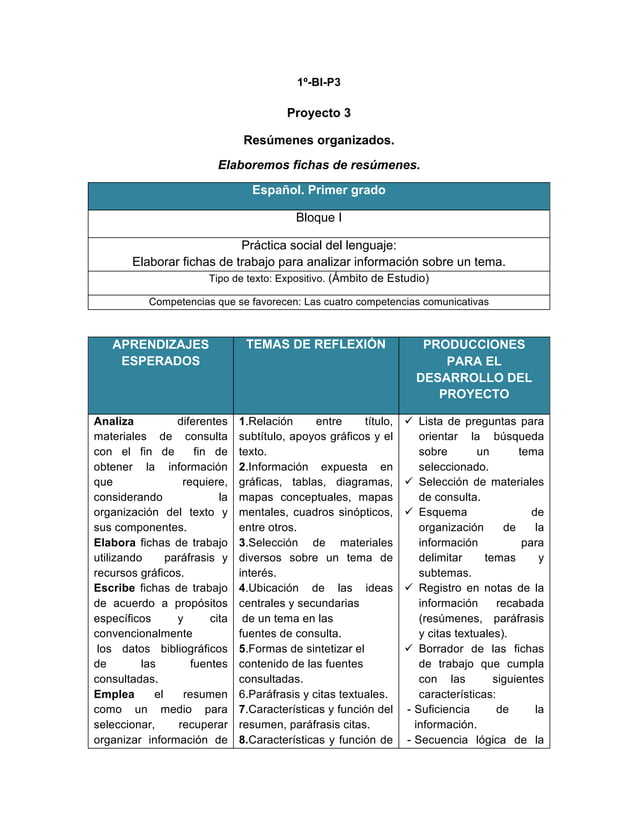 1º-BI-P3
Proyecto 3
Resúmenes organizados.
Elaboremos fichas de resúmenes.
Español. Primer grado
Bloque I
Práctica social del lenguaje:
Elaborar fichas de trabajo para analizar información sobre un tema.
Tipo de texto: Expositivo. (Ámbito de Estudio)
Competencias que se favorecen: Las cuatro competencias comunicativas
APRENDIZAJES
ESPERADOS
Analiza diferentes
materiales de consulta
con el fin de fin de
obtener la información
que requiere,
considerando la
organización del texto y
sus componentes.
Elabora fichas de trabajo
utilizando paráfrasis y
recursos gráficos.
Escribe fichas de trabajo
de acuerdo a propósitos
específicos y cita
convencionalmente
los datos bibliográficos
de las fuentes
consultadas.
Emplea el resumen
como un medio para
seleccionar, recuperar
organizar información de
TEMAS DE REFLEXIÓN
1.Relación entre título,
subtítulo, apoyos gráficos y el
texto.
2.Información expuesta en
gráficas, tablas, diagramas,
mapas conceptuales, mapas
mentales, cuadros sinópticos,
entre otros.
3.Selección de materiales
diversos sobre un tema de
interés.
4.Ubicación de las ideas
centrales y secundarias
de un tema en las
fuentes de consulta.
5.Formas de sintetizar el
contenido de las fuentes
consultadas.
6.Paráfrasis y citas textuales.
7.Características y función del
resumen, paráfrasis citas.
8.Características y función de
PRODUCCIONES
PARA EL
DESARROLLO DEL
PROYECTO
✓ Lista de preguntas para
orientar la búsqueda
sobre un tema
seleccionado.
✓ Selección de materiales
de consulta.
✓ Esquema de
organización de la
información para
delimitar temas y
subtemas.
✓ Registro en notas de la
información recabada
(resúmenes, paráfrasis
y citas textuales).
✓ Borrador de las fichas
de trabajo que cumpla
con las siguientes
características:
- Suficiencia de la
información.
- Secuencia lógica de la